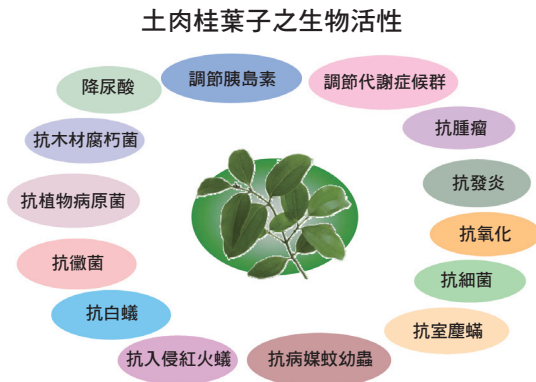 土肉桂葉子之生物活性
調節胰島素
調節代謝症候群
抗腫瘤
抗發炎
抗氧化
抗細菌
抗室塵蟎
抗病媒蚊幼蟲
抗入侵紅火蟻
抗白蟻
抗黴菌
抗植物病原菌
抗木材腐朽菌
降尿酸